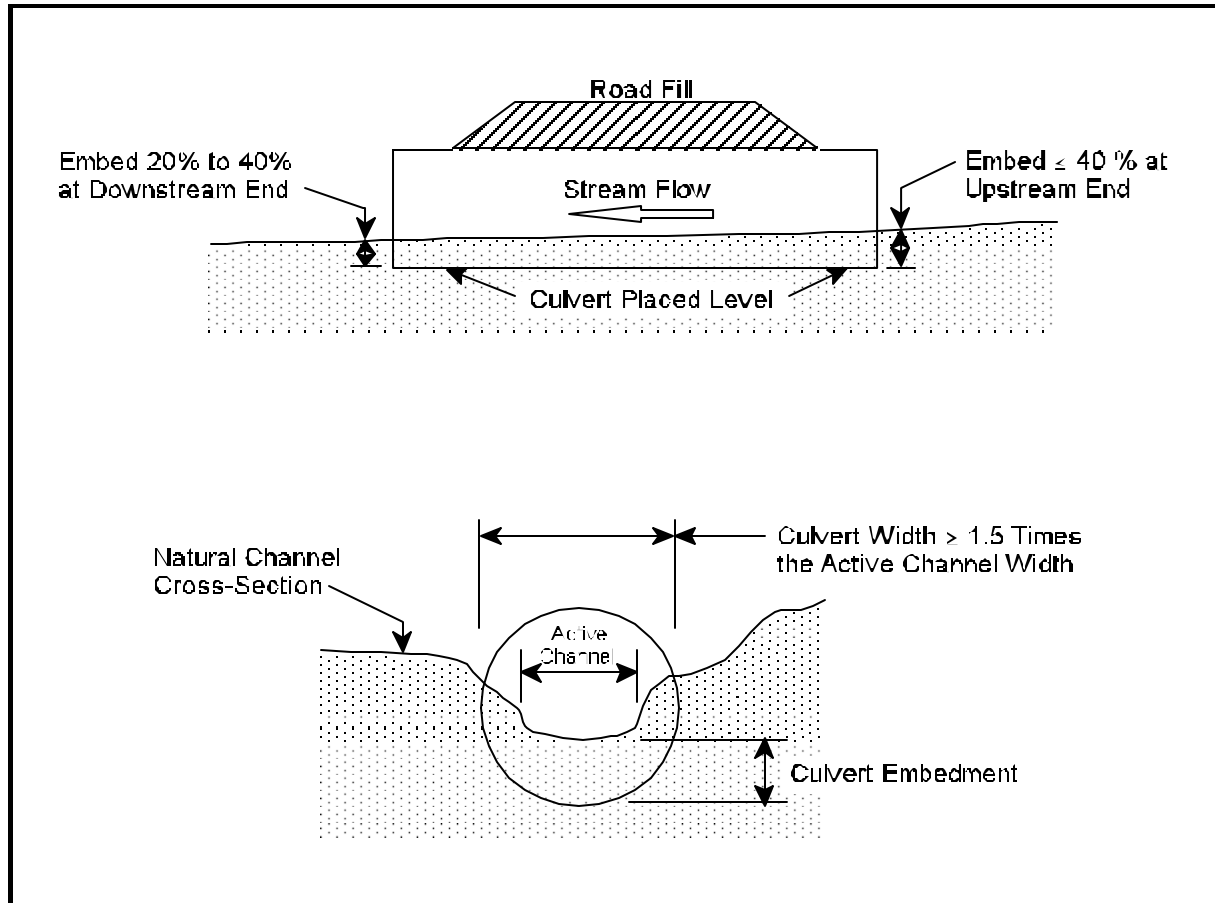 Road Fill
Embed 20% to 40%
at Downstream End
Stream Flow
Embed ≤ 40 % at
Upstream End
Culvert Placed Level
Culvert Width ≥ 1.5 Times
the Active Channel Width
Natural Channel
Cross-Section
Active
Channel
Culvert Embedment